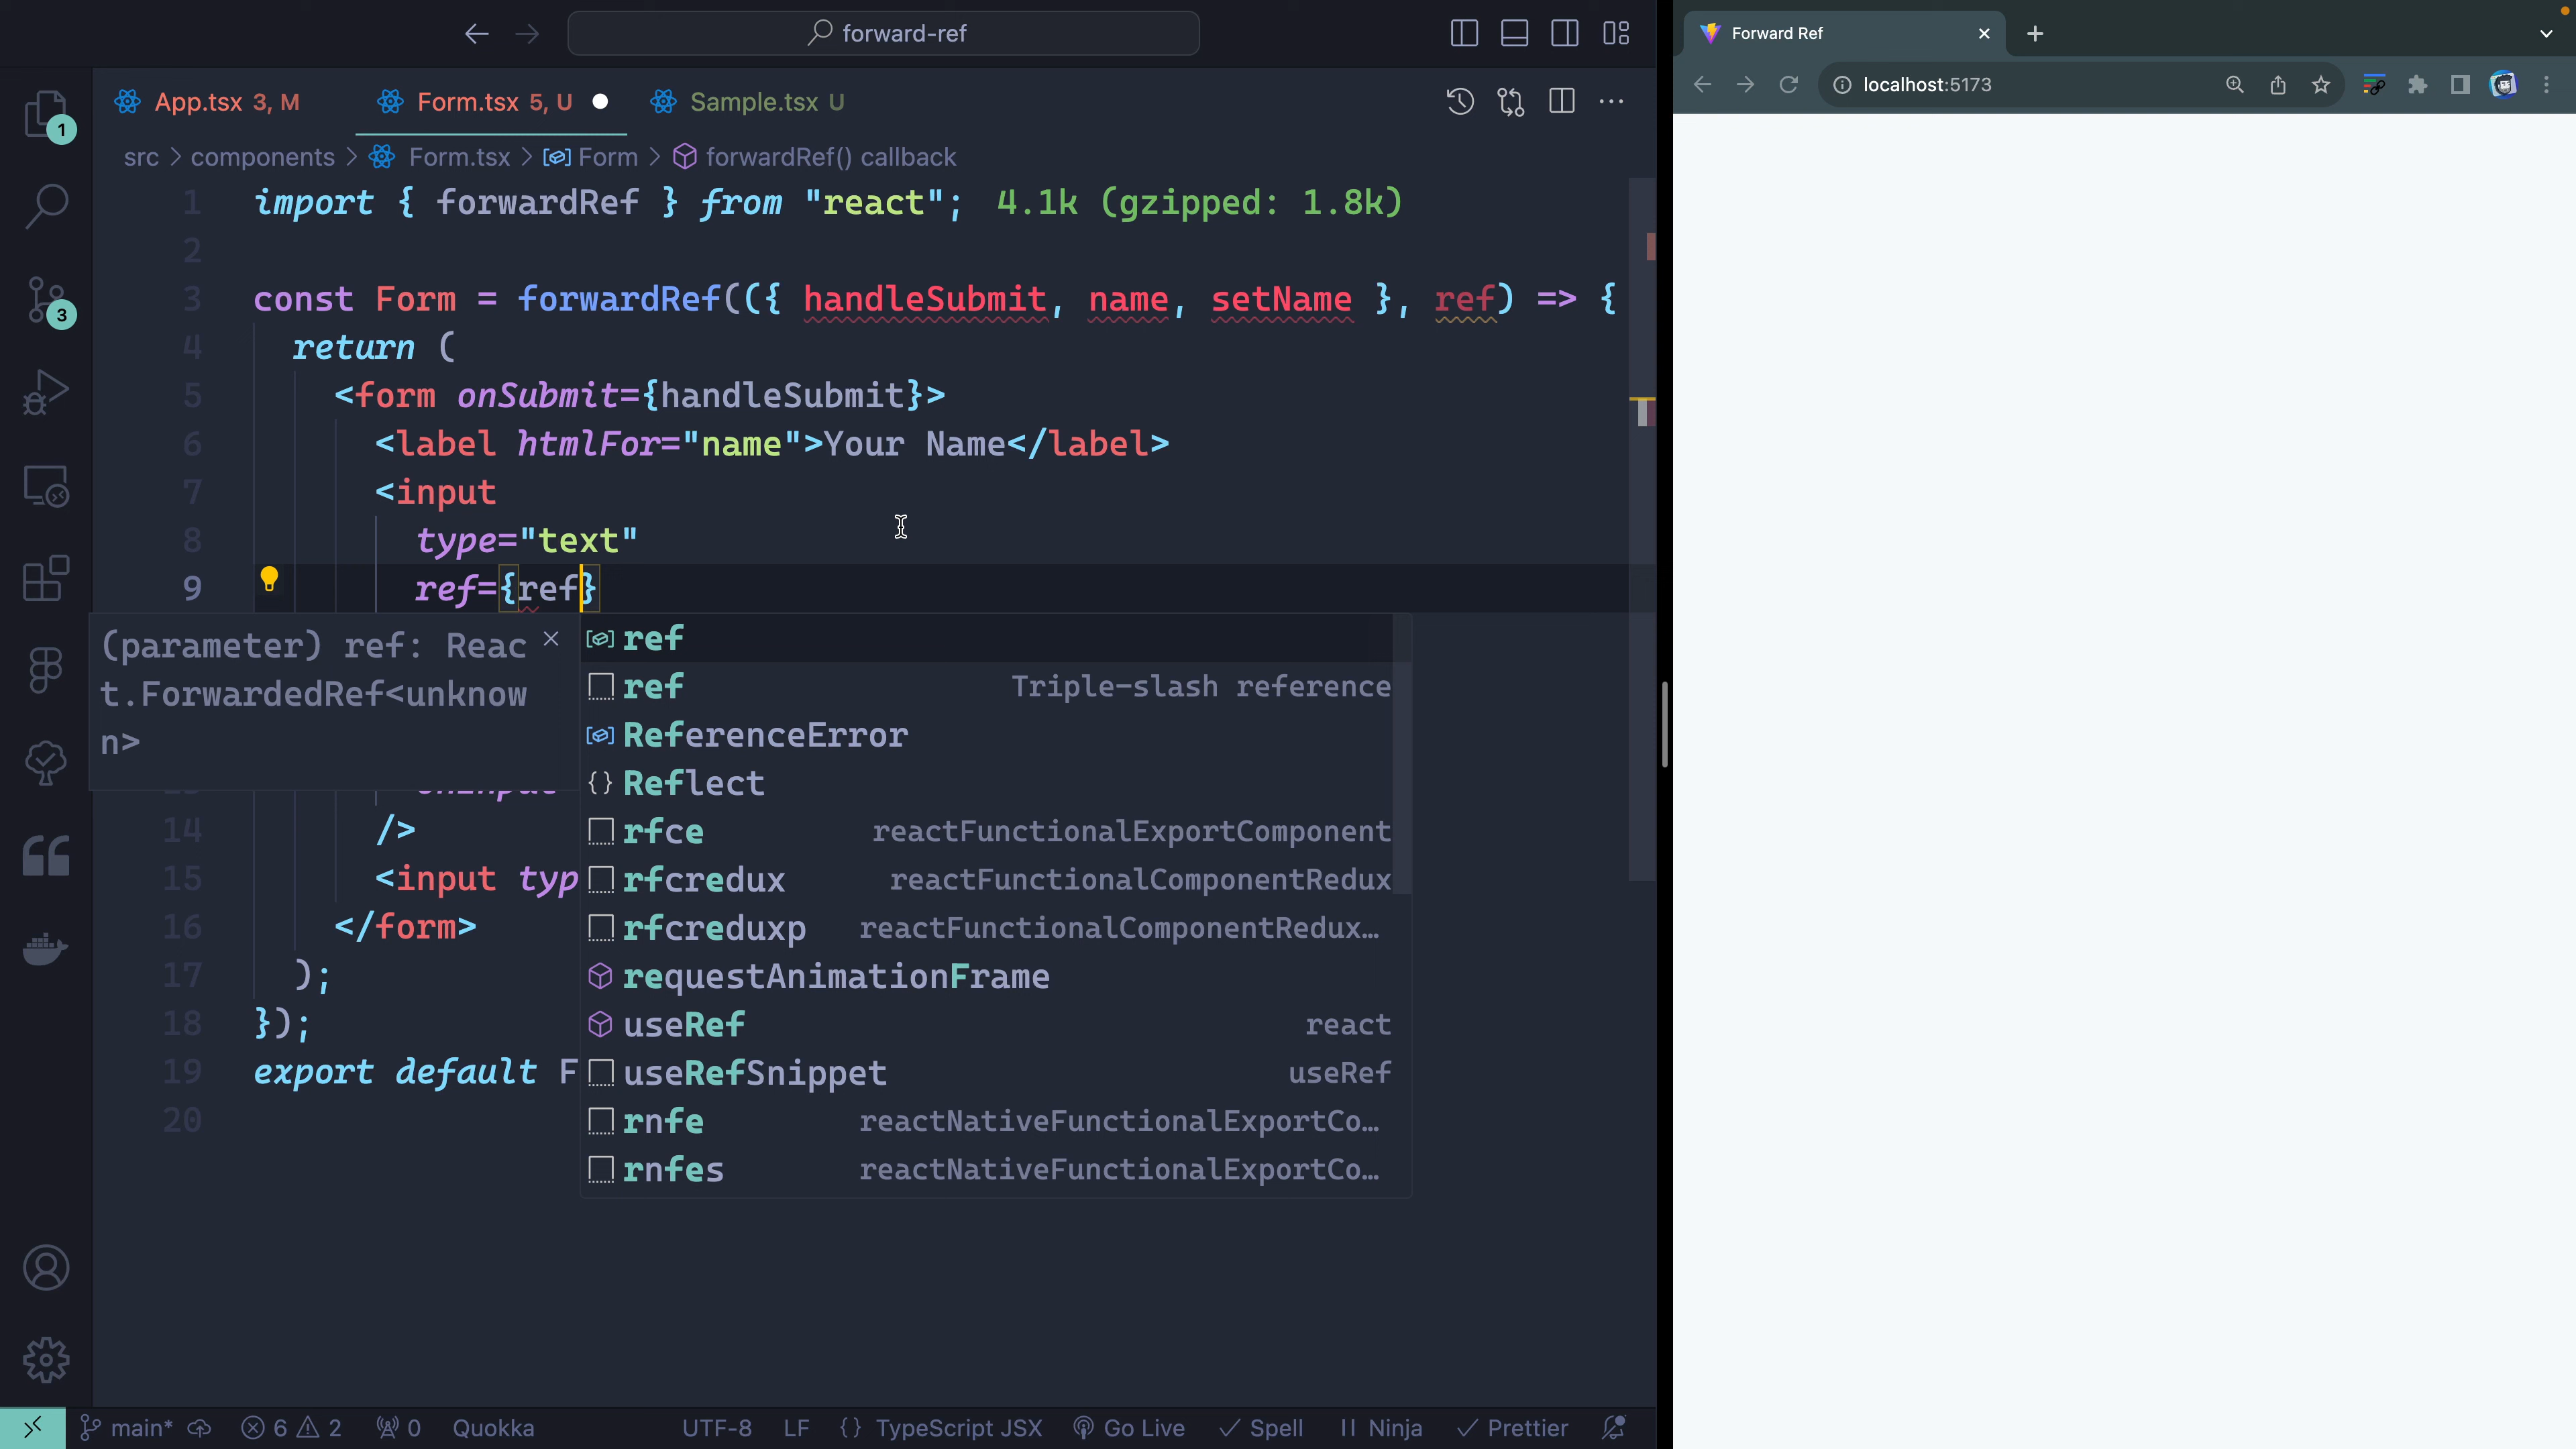 forward-ref
App.tsx 3, M
Form.tsx 5, U
Sample.tsx U
src > components > Form.tsx > Form > forwardRef() callback
1 import { forwardRef } from "react"; 4.1k (gzipped: 1.8k)
2
3 const Form = forwardRef(({ handleSubmit, name, setName }, ref) => {
4 return (
5 <form onSubmit={handleSubmit}>
6 <label htmlFor="name">Your Name</label>
7 <input
8 type="text"
9 ref={ref}
(parameter) ref: Reac
t.ForwardedRef<unknow
n>
ref
ref Triple-slash reference
ReferenceError
Reflect
rfce reactFunctionalExportComponent
rfcredux reactFunctionalComponentRedux
rfcreduxp reactFunctionalComponentRedux…
requestAnimationFrame
useRef react
useRefSnippet useRef
rnfe reactNativeFunctionalExportCo…
rnfes reactNativeFunctionalExportCo…
14 />
15 <input typ
16 </form>
17 );
18 });
19 export default F
20
1
3
main* 6 2 0 Quokka UTF-8 LF {} TypeScript JSX Go Live Spell Ninja Prettier
Forward Ref
localhost:5173